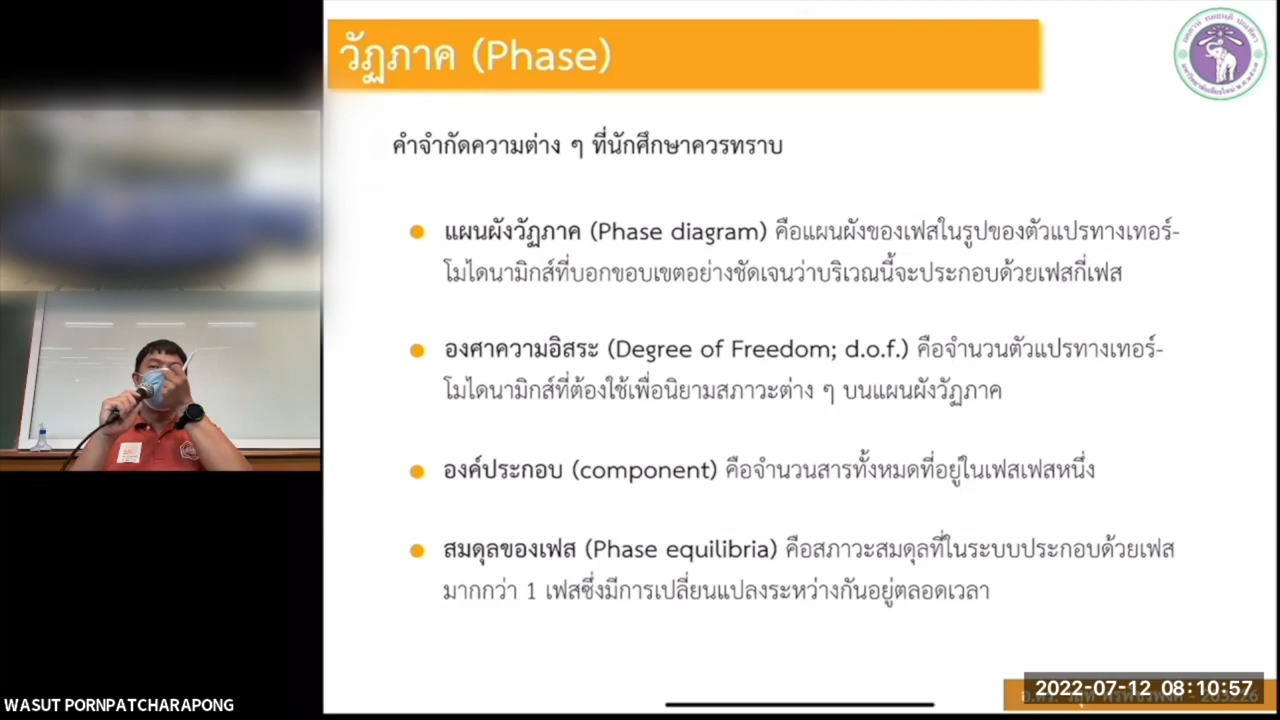 วัฏภาค (Phase)
คำจำกัดความต่าง ๆ ที่นักศึกษาควรทราบ
แผนผังวัฏภาค (Phase diagram) คือแผนผังของเฟสในรูปของตัวแปรทางเทอร์-
โมไดนามิกส์ที่บอกขอบเขตอย่างชัดเจนว่าบริเวณนี้จะประกอบด้วยเฟสกี่เฟส
องศาความอิสระ (Degree of Freedom; d.o.f.) คือจำนวนตัวแปรทางเทอร์-
โมไดนามิกส์ที่ต้องใช้เพื่อนิยามสภาวะต่าง ๆ บนแผนผังวัฏภาค
องค์ประกอบ (component) คือจำนวนสารทั้งหมดที่อยู่ในเฟสเฟสหนึ่ง
สมดุลของเฟส (Phase equilibria) คือสภาวะสมดุลที่ในระบบประกอบด้วยเฟส
มากกว่า 1 เฟสซึ่งมีการเปลี่ยนแปลงระหว่างกันอยู่ตลอดเวลา
WASUT PORNPATCHARAPONG
2022-07-12 08:10:57